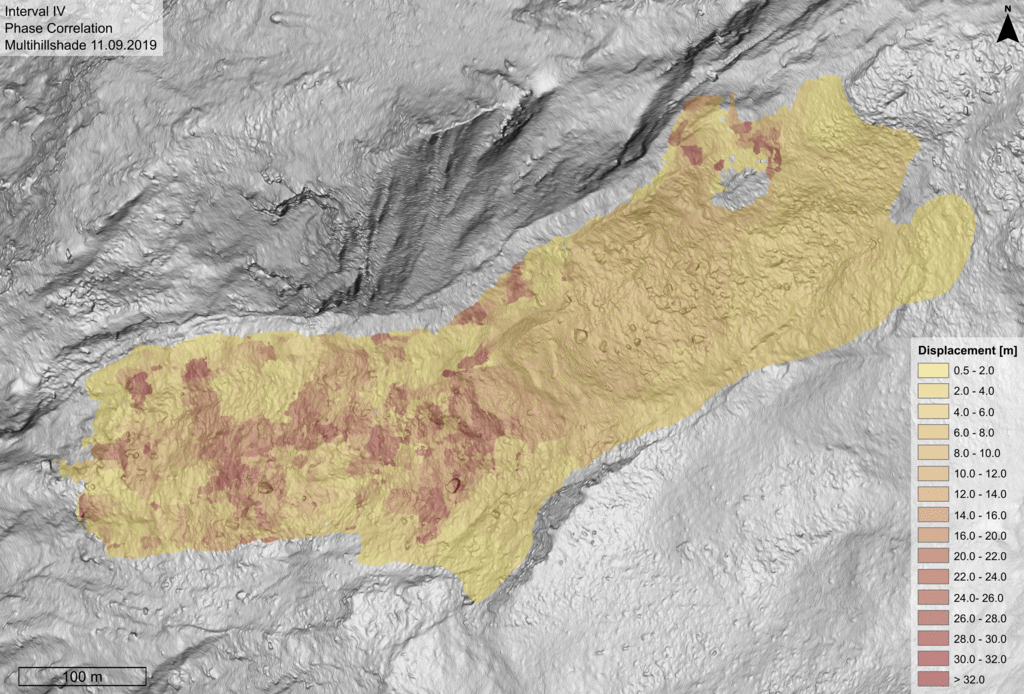 Interval IV
Phase Correlation
Multihillshade 11.09.2019
N
Displacement [m]
0.5 - 2.0
2.0 - 4.0
4.0 - 6.0
6.0 - 8.0
8.0 - 10.0
10.0 - 12.0
12.0 - 14.0
14.0 - 16.0
16.0 - 20.0
20.0 - 22.0
22.0 - 24.0
24.0- 26.0
26.0 - 28.0
28.0 - 30.0
30.0 - 32.0
> 32.0
100 m